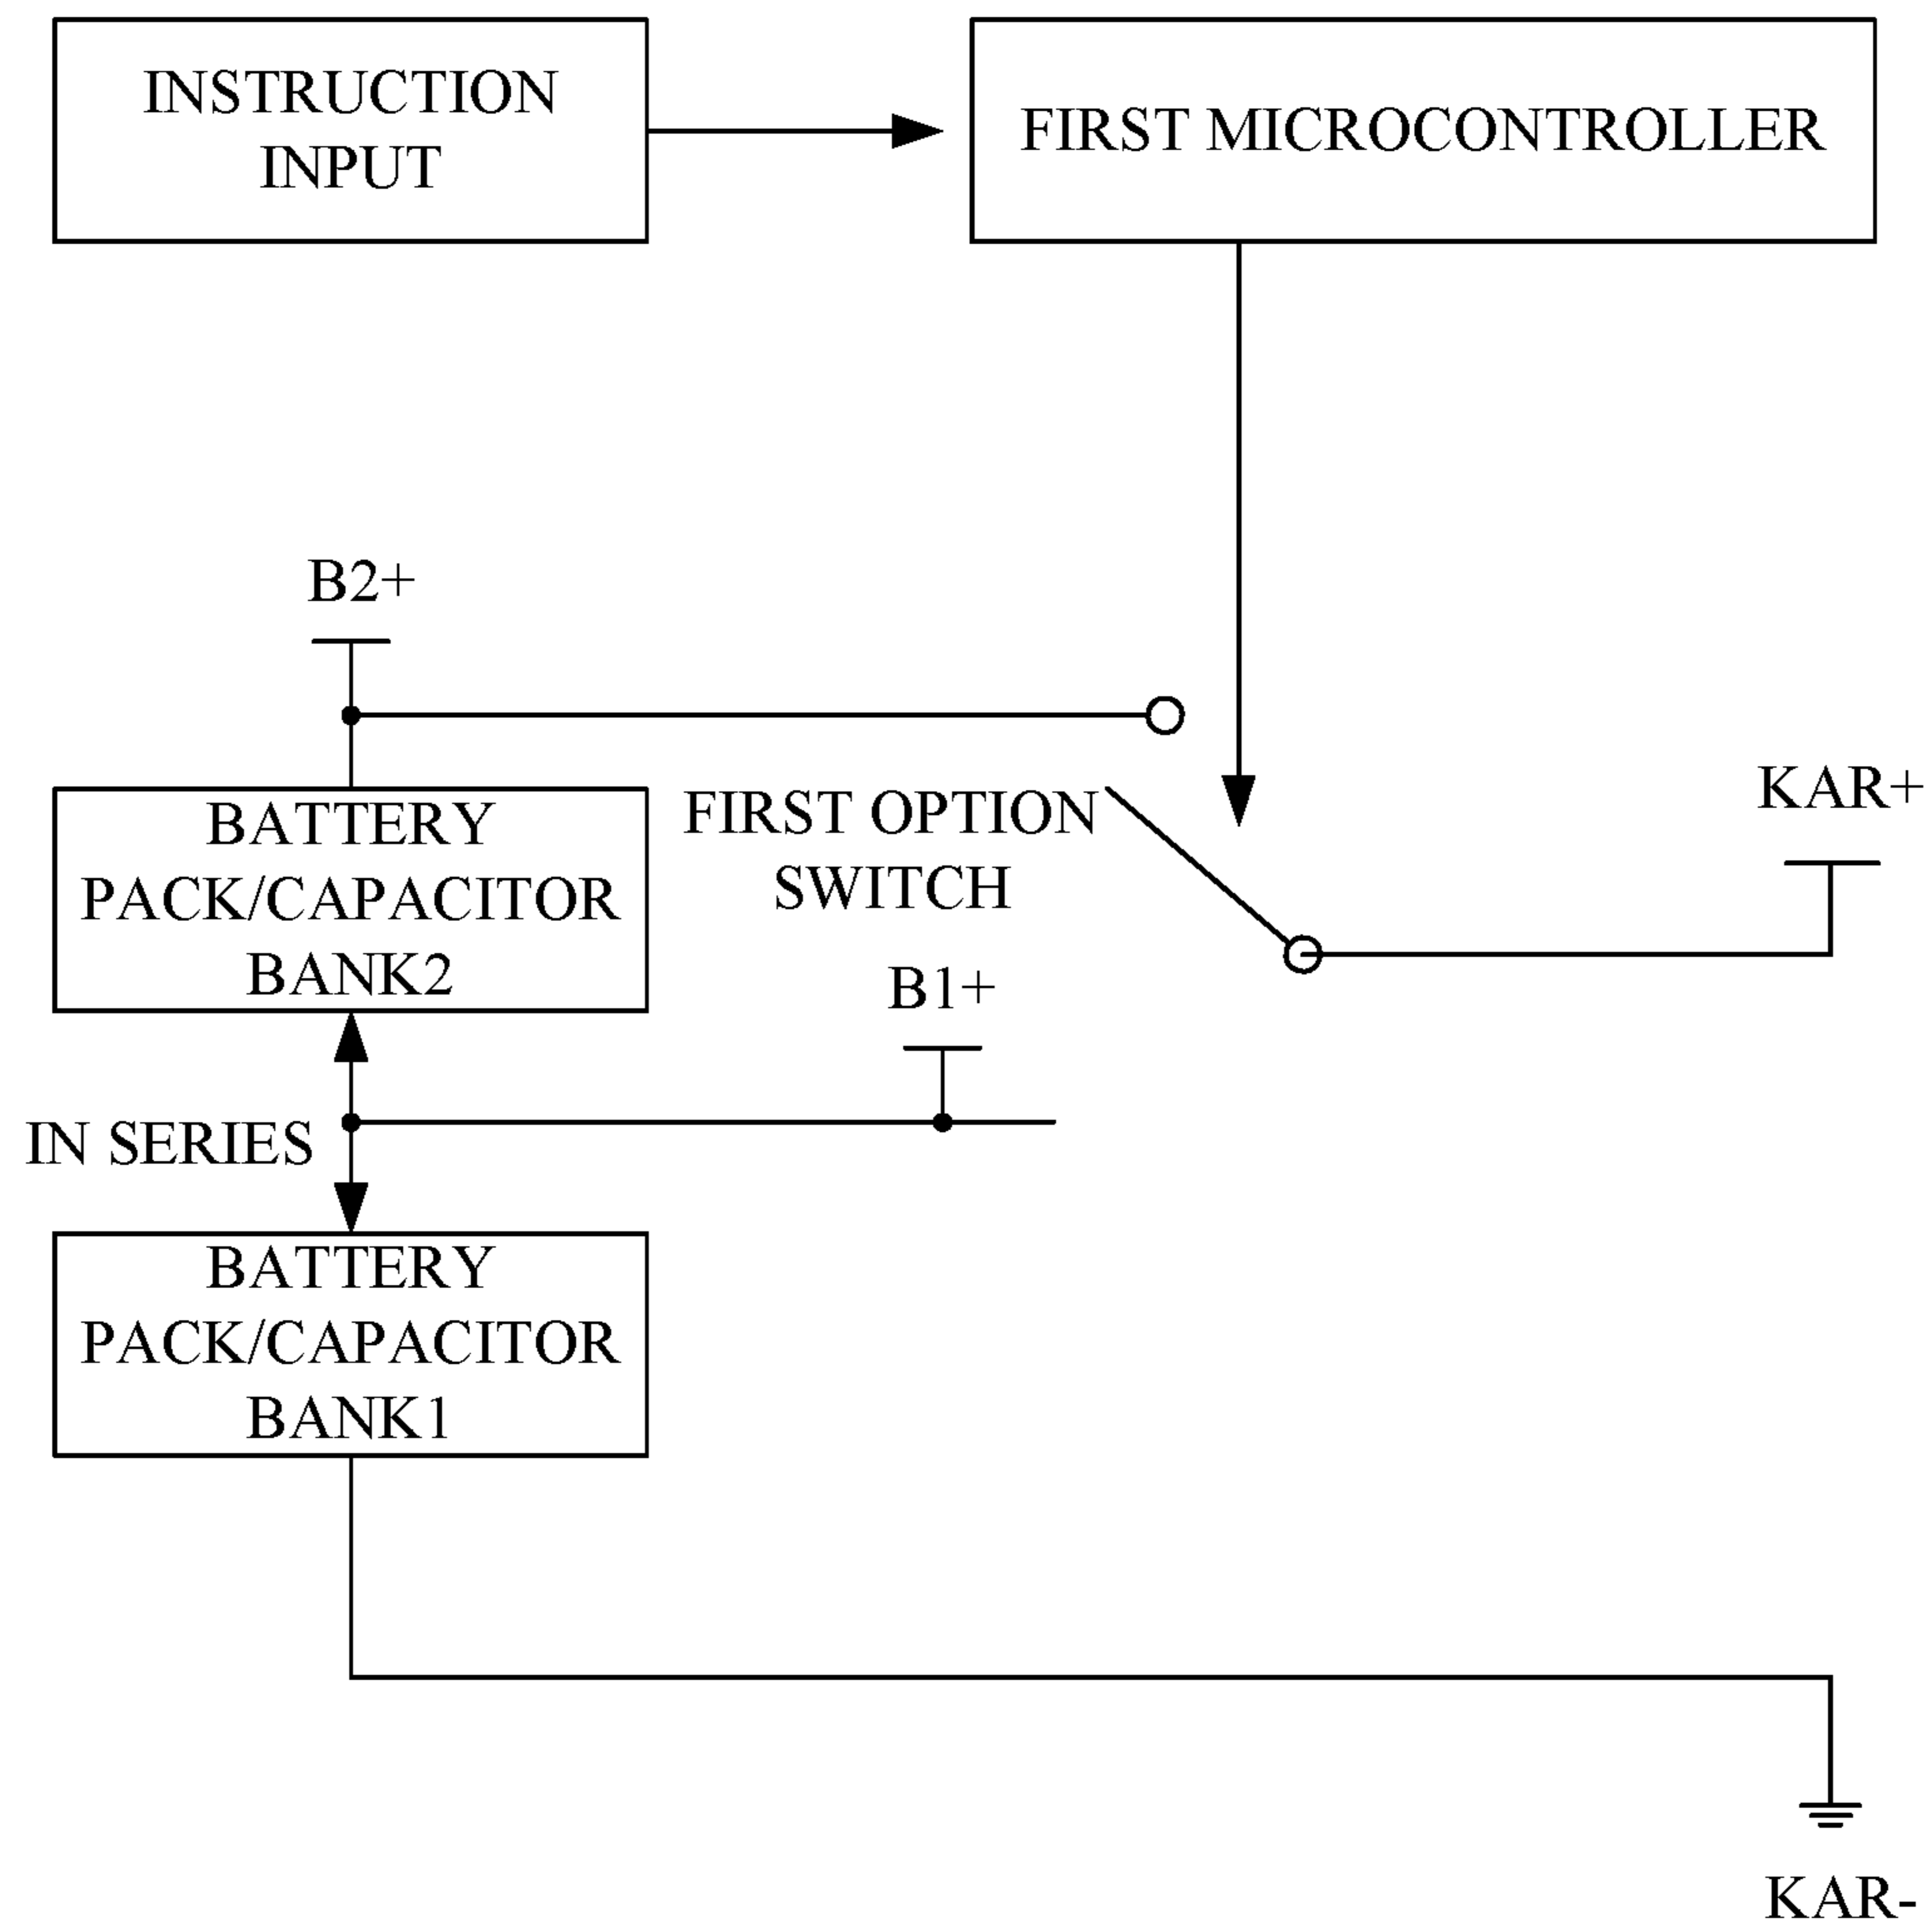 INSTRUCTION
INPUT
FIRST MICROCONTROLLER
B2+
BATTERY
PACK/CAPACITOR
BANK2
FIRST OPTION
SWITCH
KAR+
B1+
IN SERIES
BATTERY
PACK/CAPACITOR
BANK1
KAR-